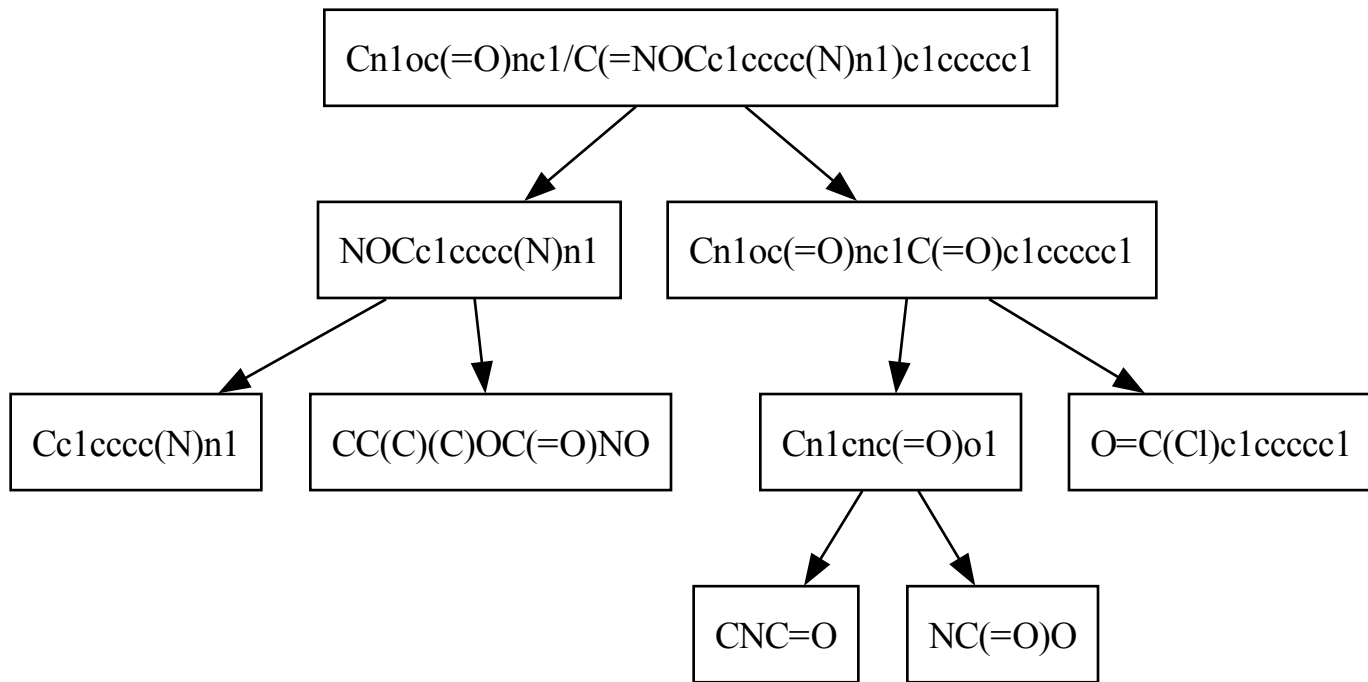 Cn1oc(=O)nc1/C(=NOCc1cccc(N)n1)c1ccccc1
NOCc1cccc(N)n1
Cn1oc(=O)nc1C(=O)c1ccccc1
Cc1cccc(N)n1
CC(C)(C)OC(=O)NO
Cn1cnc(=O)o1
O=C(Cl)c1ccccc1
CNC=O
NC(=O)O